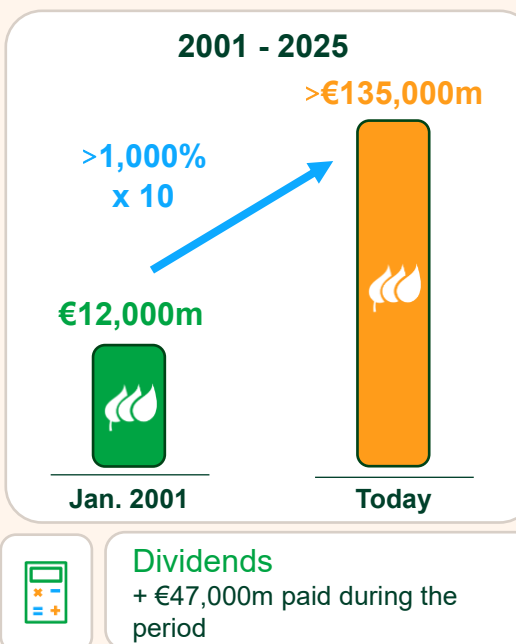 2001 - 2025
>€135,000m
>1,000%
x 10
€12,000m
Jan. 2001
Today
Dividends
+ €47,000m paid during the
period